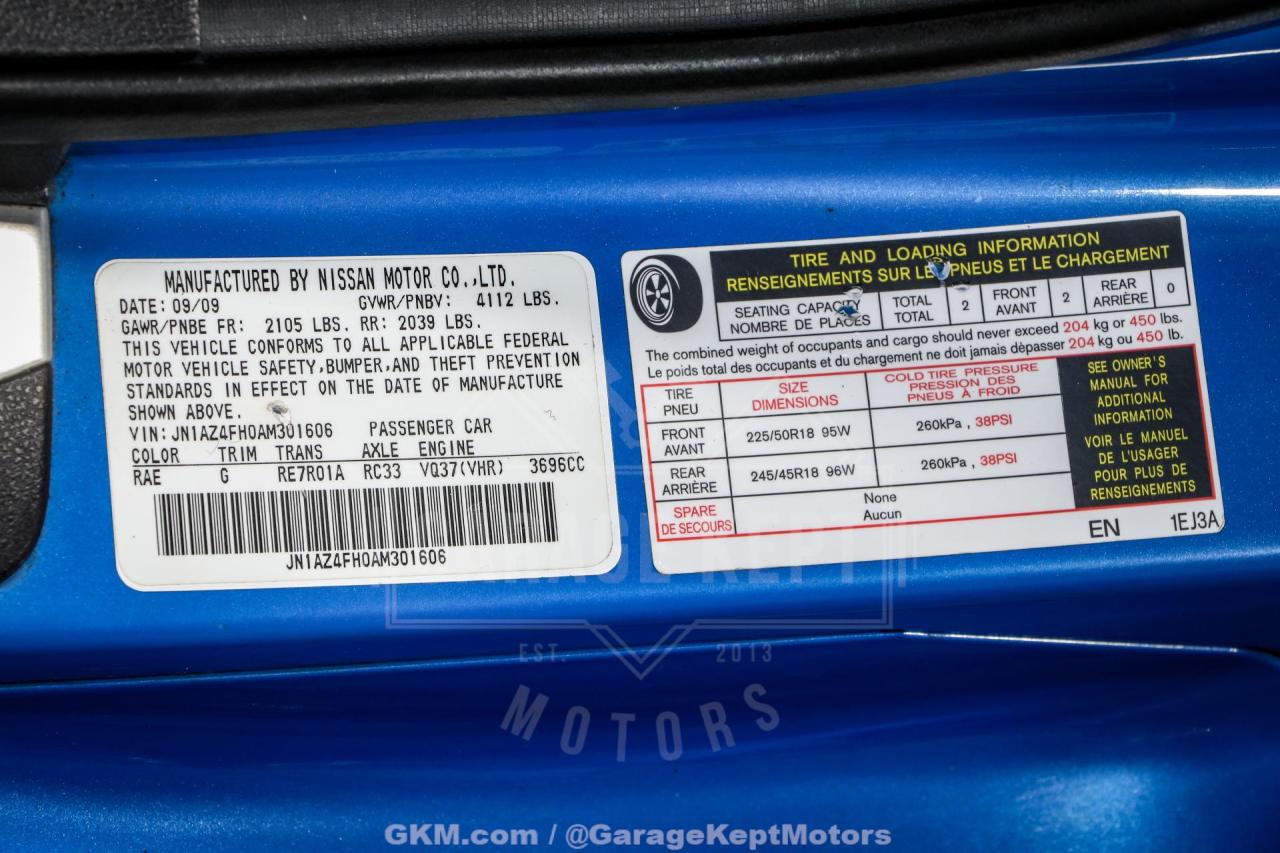 MANUFACTURED BY NISSAN MOTOR CO.,LTD.
DATE: 09/09 GVWR/PNBV: 4112 LBS.
GAWR/PNBE FR: 2105 LBS. RR: 2039 LBS.
THIS VEHICLE CONFORMS TO ALL APPLICABLE FEDERAL
MOTOR VEHICLE SAFETY,BUMPER,AND THEFT PREVENTION
STANDARDS IN EFFECT ON THE DATE OF MANUFACTURE
SHOWN ABOVE.
VIN: JN1AZ4FH0AM301606 PASSENGER CAR
COLOR TRIM TRANS AXLE ENGINE
RAE G RE7R01A RC33 VQ37(VHR) 3696CC
JN1AZ4FH0AM301606
TIRE AND LOADING INFORMATION
RENSEIGNEMENTS SUR LES PNEUS ET LE CHARGEMENT
SEATING CAPACITY
NOMBRE DE PLACES
TOTAL
TOTAL
2
FRONT
AVANT
2
REAR
ARRIÈRE
0
The combined weight of occupants and cargo should never exceed 204 kg or 450 lbs.
Le poids total des occupants et du chargement ne doit jamais dèpasser 204 kg ou 450 lb.
TIRE
PNEU
SIZE
DIMENSIONS
COLD TIRE PRESSURE
PRESSION DES
PNEUS À FROID
FRONT
AVANT
225/50R18 95W
260kPa , 38PSI
REAR
ARRIÈRE
245/45R18 96W
260kPa , 38PSI
SPARE
DE SECOURS
None
Aucun
SEE OWNER'S
MANUAL FOR
ADDITIONAL
INFORMATION
VOIR LE MANUEL
DE L'USAGER
POUR PLUS DE
RENSEIGNEMENTS
EN 1EJ3A
GARAGE KEPT
EST. 2013
MOTORS
GKM.com / @GarageKeptMotors